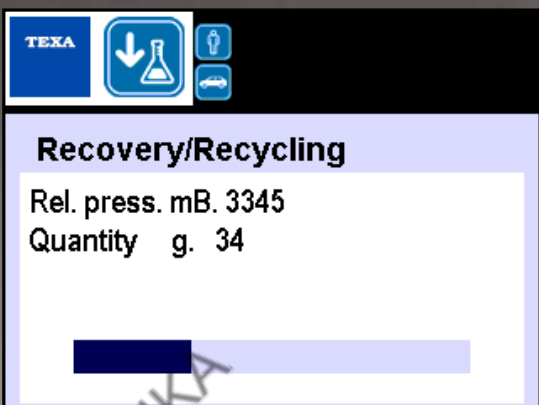 TEXA
Recovery/Recycling
Rel. press. mB. 3345
Quantity g. 34